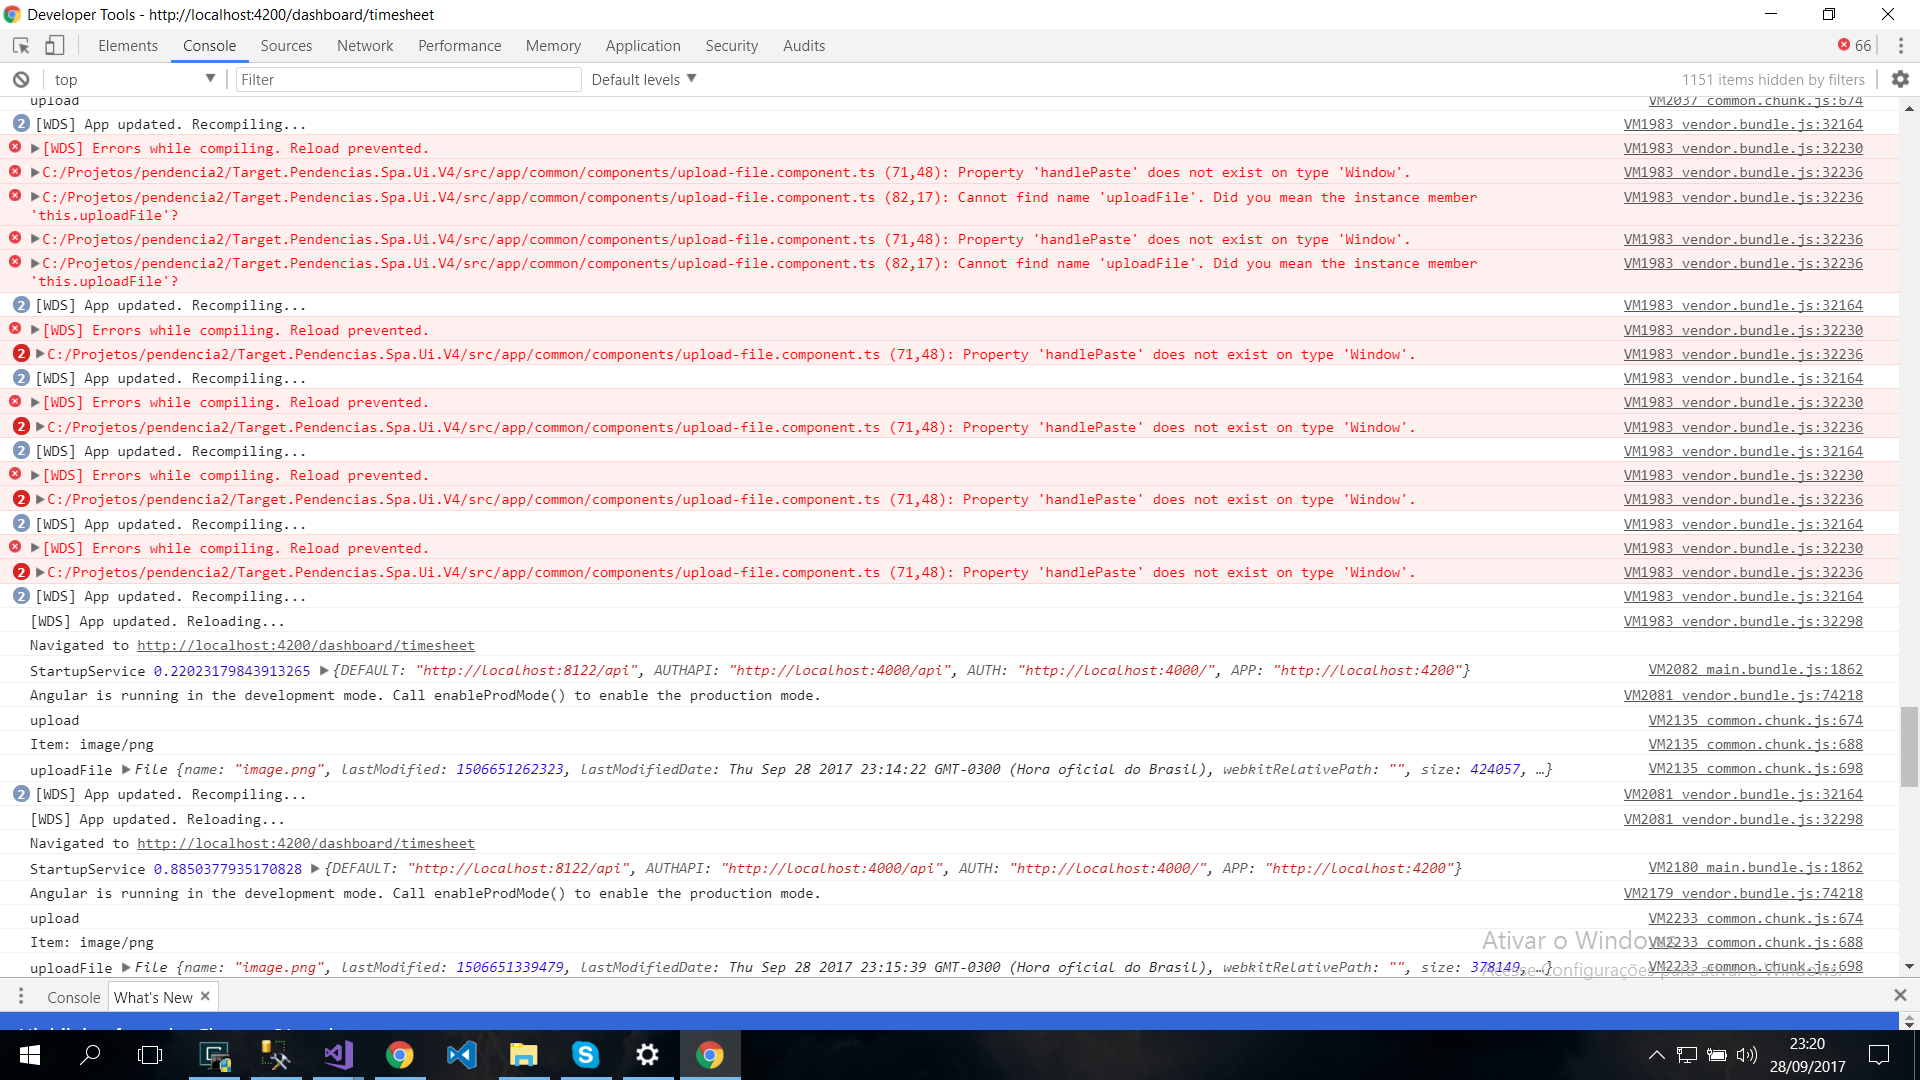 Developer Tools - http://localhost:4200/dashboard/timesheet
Elements Console Sources Network Performance Memory Application Security Audits 66
top Filter Default levels 1151 items hidden by filters
upload VM2037 common.chunk.js:674
2 [WDS] App updated. Recompiling... VM1983 vendor.bundle.js:32164
[WDS] Errors while compiling. Reload prevented. VM1983 vendor.bundle.js:32230
C:/Projetos/pendencia2/Target.Pendencias.Spa.Ui.V4/src/app/common/components/upload-file.component.ts (71,48): Property 'handlePaste' does not exist on type 'Window'. VM1983 vendor.bundle.js:32236
C:/Projetos/pendencia2/Target.Pendencias.Spa.Ui.V4/src/app/common/components/upload-file.component.ts (82,17): Cannot find name 'uploadFile'. Did you mean the instance member VM1983 vendor.bundle.js:32236
'this.uploadFile'?
C:/Projetos/pendencia2/Target.Pendencias.Spa.Ui.V4/src/app/common/components/upload-file.component.ts (71,48): Property 'handlePaste' does not exist on type 'Window'. VM1983 vendor.bundle.js:32236
C:/Projetos/pendencia2/Target.Pendencias.Spa.Ui.V4/src/app/common/components/upload-file.component.ts (82,17): Cannot find name 'uploadFile'. Did you mean the instance member VM1983 vendor.bundle.js:32236
'this.uploadFile'?
2 [WDS] App updated. Recompiling... VM1983 vendor.bundle.js:32164
[WDS] Errors while compiling. Reload prevented. VM1983 vendor.bundle.js:32230
2 C:/Projetos/pendencia2/Target.Pendencias.Spa.Ui.V4/src/app/common/components/upload-file.component.ts (71,48): Property 'handlePaste' does not exist on type 'Window'. VM1983 vendor.bundle.js:32236
2 [WDS] App updated. Recompiling... VM1983 vendor.bundle.js:32164
[WDS] Errors while compiling. Reload prevented. VM1983 vendor.bundle.js:32230
2 C:/Projetos/pendencia2/Target.Pendencias.Spa.Ui.V4/src/app/common/components/upload-file.component.ts (71,48): Property 'handlePaste' does not exist on type 'Window'. VM1983 vendor.bundle.js:32236
2 [WDS] App updated. Recompiling... VM1983 vendor.bundle.js:32164
[WDS] Errors while compiling. Reload prevented. VM1983 vendor.bundle.js:32230
2 C:/Projetos/pendencia2/Target.Pendencias.Spa.Ui.V4/src/app/common/components/upload-file.component.ts (71,48): Property 'handlePaste' does not exist on type 'Window'. VM1983 vendor.bundle.js:32236
2 [WDS] App updated. Recompiling... VM1983 vendor.bundle.js:32164
[WDS] Errors while compiling. Reload prevented. VM1983 vendor.bundle.js:32230
2 C:/Projetos/pendencia2/Target.Pendencias.Spa.Ui.V4/src/app/common/components/upload-file.component.ts (71,48): Property 'handlePaste' does not exist on type 'Window'. VM1983 vendor.bundle.js:32236
2 [WDS] App updated. Recompiling... VM1983 vendor.bundle.js:32164
[WDS] App updated. Reloading... VM1983 vendor.bundle.js:32298
Navigated to http://localhost:4200/dashboard/timesheet
StartupService 0.22023179843913265 {DEFAULT: "http://localhost:8122/api", AUTHAPI: "http://localhost:4000/api", AUTH: "http://localhost:4000/", APP: "http://localhost:4200"} VM2082 main.bundle.js:1862
Angular is running in the development mode. Call enableProdMode() to enable the production mode. VM2081 vendor.bundle.js:74218
upload VM2135 common.chunk.js:674
Item: image/png VM2135 common.chunk.js:688
uploadFile File {name: "image.png", lastModified: 1506651262323, lastModifiedDate: Thu Sep 28 2017 23:14:22 GMT-0300 (Hora oficial do Brasil), webkitRelativePath: "", size: 424057, …} VM2135 common.chunk.js:698
2 [WDS] App updated. Recompiling... VM2081 vendor.bundle.js:32164
[WDS] App updated. Reloading... VM2081 vendor.bundle.js:32298
Navigated to http://localhost:4200/dashboard/timesheet
StartupService 0.8850377935170828 {DEFAULT: "http://localhost:8122/api", AUTHAPI: "http://localhost:4000/api", AUTH: "http://localhost:4000/", APP: "http://localhost:4200"} VM2180 main.bundle.js:1862
Angular is running in the development mode. Call enableProdMode() to enable the production mode. VM2179 vendor.bundle.js:74218
upload VM2233 common.chunk.js:674
Item: image/png VM2233 common.chunk.js:688
Ativar o Windows
uploadFile File {name: "image.png", lastModified: 1506651339479, lastModifiedDate: Thu Sep 28 2017 23:15:39 GMT-0300 (Hora oficial do Brasil), webkitRelativePath: "", size: 378149, …} VM2233 common.chunk.js:698
Acesse Configurações para ativar o Windows.
Console What's New
23:20
28/09/2017